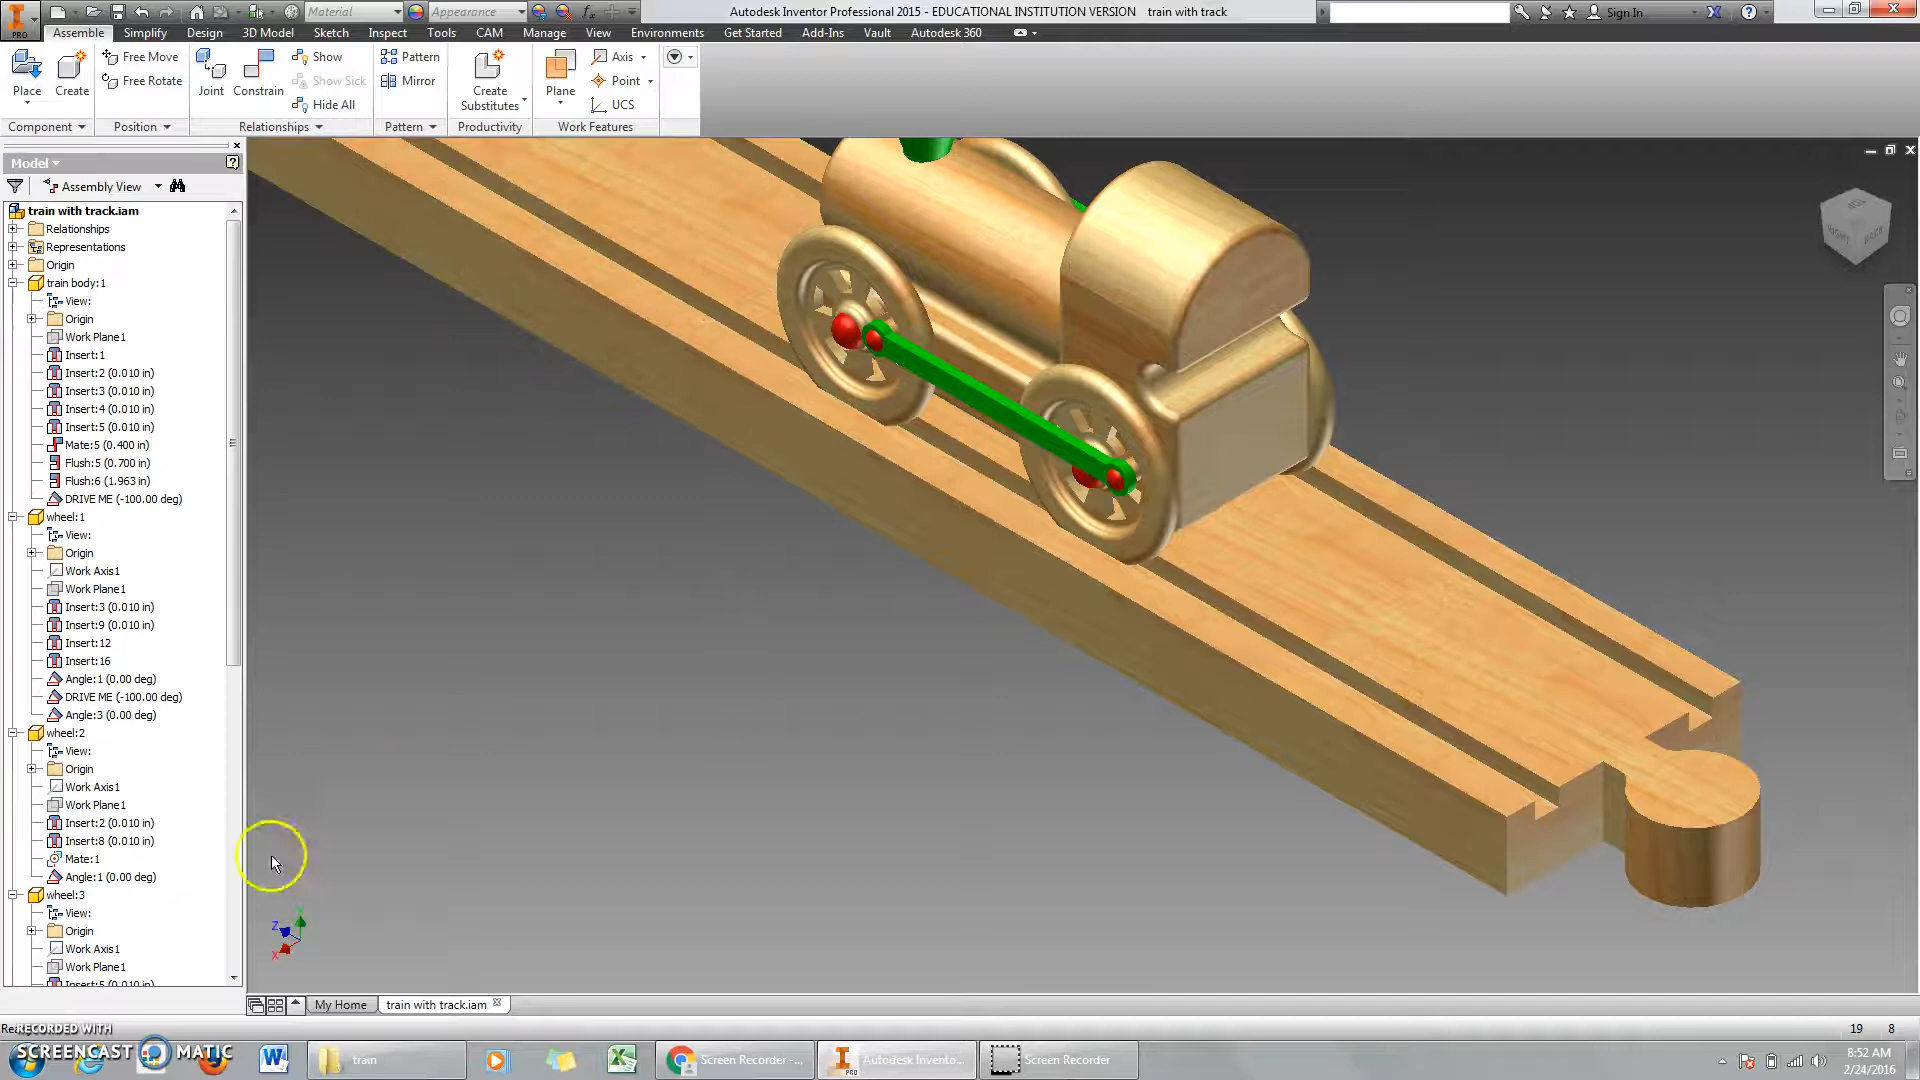 Material
Appearance
Autodesk Inventor Professional 2015 - EDUCATIONAL INSTITUTION VERSION train with track
Sign In
PRO
Assemble Simplify Design 3D Model Sketch Inspect Tools CAM Manage View Environments Get Started Add-Ins Vault Autodesk 360
Place
Create
Free Move
Free Rotate
Joint
Constrain
Show
Show Sick
Hide All
Pattern
Mirror
Create
Substitutes
Plane
Axis
Point
UCS
Component
Position
Relationships
Pattern
Productivity
Work Features
Model
Assembly View
train with track.iam
Relationships
Representations
Origin
train body:1
View:
Origin
Work Plane1
Insert:1
Insert:2 (0.010 in)
Insert:3 (0.010 in)
Insert:4 (0.010 in)
Insert:5 (0.010 in)
Mate:5 (0.400 in)
Flush:5 (0.700 in)
Flush:6 (1.963 in)
DRIVE ME (-100.00 deg)
wheel:1
View:
Origin
Work Axis1
Work Plane1
Insert:3 (0.010 in)
Insert:9 (0.010 in)
Insert:12
Insert:16
Angle:1 (0.00 deg)
DRIVE ME (-100.00 deg)
Angle:3 (0.00 deg)
wheel:2
View:
Origin
Work Axis1
Work Plane1
Insert:2 (0.010 in)
Insert:8 (0.010 in)
Mate:1
Angle:1 (0.00 deg)
wheel:3
View:
Origin
Work Axis1
Work Plane1
Insert:5 (0.010 in)
TOP
RIGHT
BACK
Y
Z
X
My Home
train with track.iam
19 8
RECORDED WITH
SCREENCAST MATIC
train
Screen Recorder -...
Autodesk Invento...
Screen Recorder
8:52 AM
2/24/2016